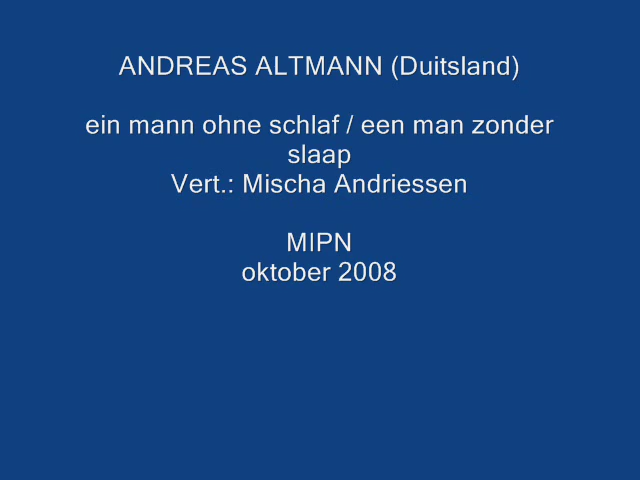 ANDREAS ALTMANN (Duitsland)
ein mann ohne schlaf / een man zonder
slaap
Vert.: Mischa Andriessen
MIPN
oktober 2008